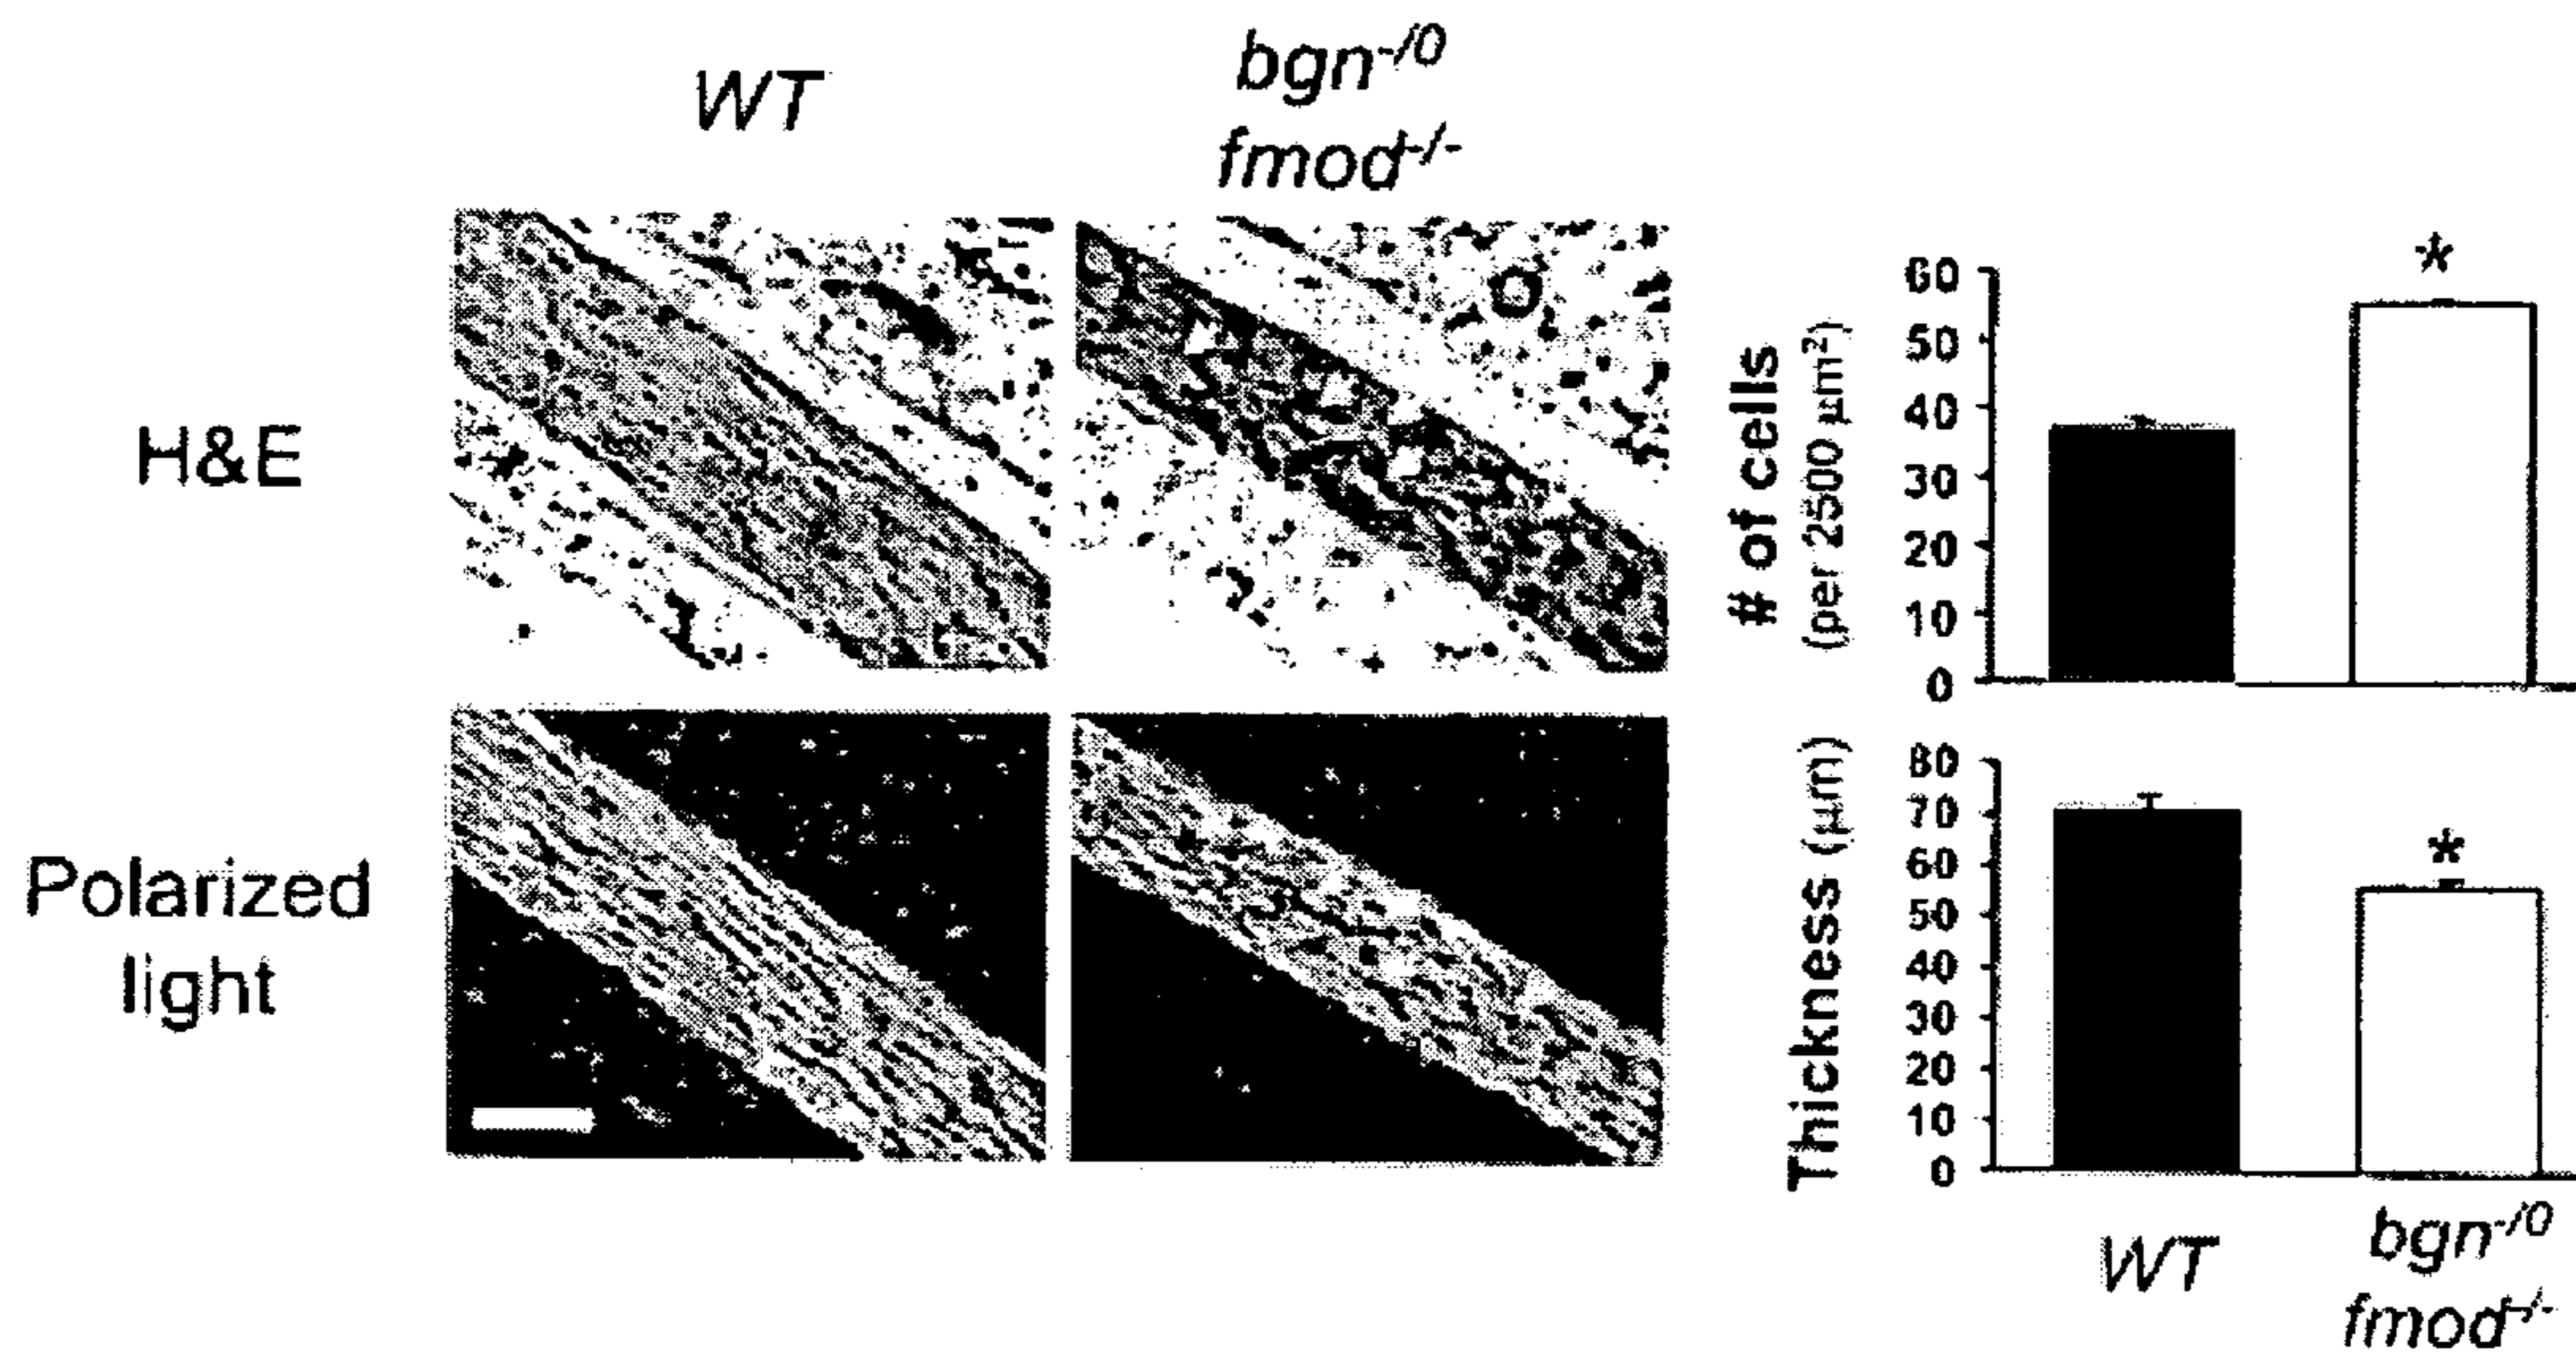 WT
bgn-/0
fmod-/-
H&E
Polarized
light
# of cells
(per 2500 µm²)
60
50
40
30
20
10
0
*
Thickness (µm)
80
70
60
50
40
30
20
10
0
*
WT
bgn-/0
fmod-/-